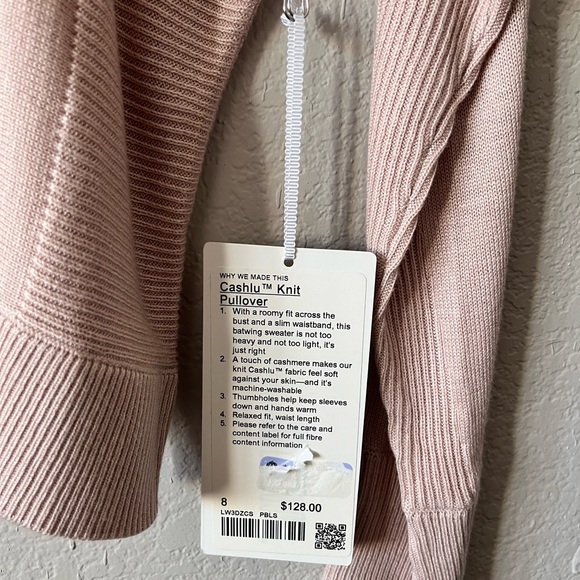 WHY WE MADE THIS
Cashlu™ Knit
Pullover
1. With a roomy fit across the
bust and a slim waistband, this
batwing sweater is not too
heavy and not too light, it's
just right
2. A touch of cashmere makes our
knit Cashlu™ fabric feel soft
against your skin—and it's
machine-washable
3. Thumbholes help keep sleeves
down and hands warm
4. Relaxed fit, waist length
5. Please refer to the care and
content label for full fibre
content information
8 $128.00
LW3DZCS PBLS